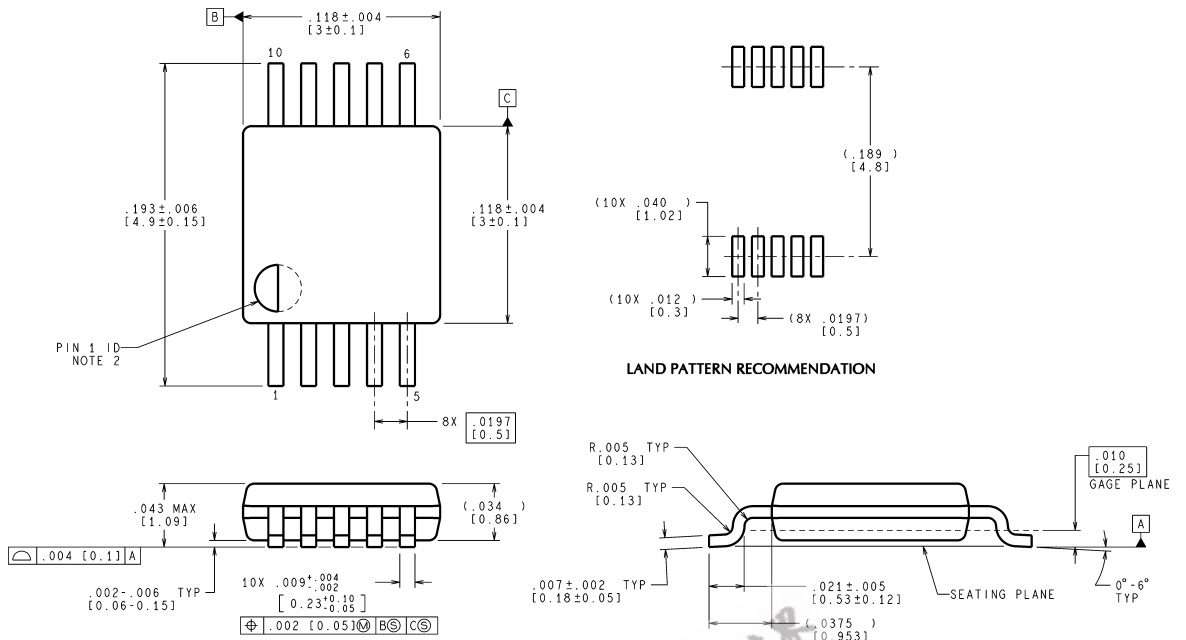 B
.118±.004
[3±0.1]
10
6
C
.193±.006
[4.9±0.15]
.118±.004
[3±0.1]
PIN 1 ID
NOTE 2
1
5
8X .0197
[0.5]
(.189 )
[4.8]
(10X .040 )
[1.02]
(10X .012 )
[0.3]
(8X .0197)
[0.5]
LAND PATTERN RECOMMENDATION
.043 MAX
[1.09]
(.034 )
[0.86]
⌓ .004 [0.1] A
.002-.006 TYP
[0.06-0.15]
10X .009 +.004 -.002
[ 0.23 +0.10 -0.05 ]
⌖ .002 [0.05]Ⓜ BⓈ CⓈ
R.005 TYP
[0.13]
R.005 TYP
[0.13]
.010
[0.25]
GAGE PLANE
A
.007±.002 TYP
[0.18±0.05]
.021±.005
[0.53±0.12]
SEATING PLANE
0°-6°
TYP
(.0375 )
[0.953]